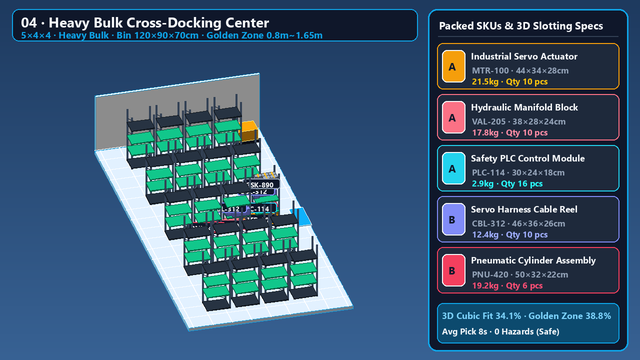 04 · Heavy Bulk Cross-Docking Center
5×4×4 · Heavy Bulk · Bin 120×90×70cm · Golden Zone 0.8m−1.65m
SK-890
-312
-312
C-114
Packed SKUs & 3D Slotting Specs
A
Industrial Servo Actuator
MTR-100 · 44×34×28cm
21.5kg · Qty 10 pcs
A
Hydraulic Manifold Block
VAL-205 · 38×28×24cm
17.8kg · Qty 10 pcs
A
Safety PLC Control Module
PLC-114 · 30×24×18cm
2.9kg · Qty 16 pcs
B
Servo Harness Cable Reel
CBL-312 · 46×36×26cm
12.4kg · Qty 10 pcs
B
Pneumatic Cylinder Assembly
PNU-420 · 50×32×22cm
19.2kg · Qty 6 pcs
3D Cubic Fit 34.1% · Golden Zone 38.8%
Avg Pick 8s · 0 Hazards (Safe)